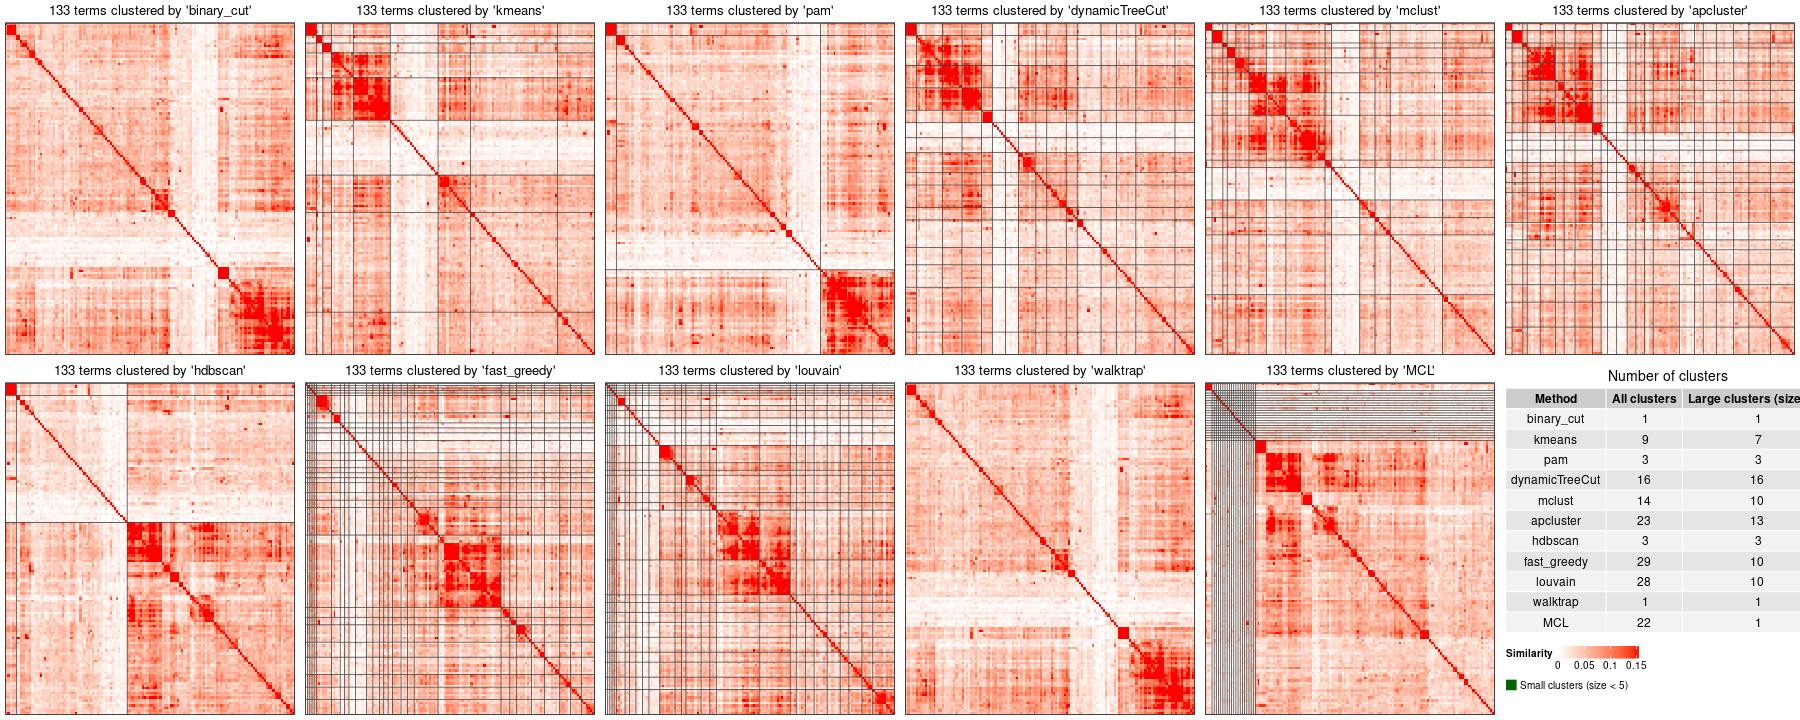 133 terms clustered by 'binary_cut'
133 terms clustered by 'kmeans'
133 terms clustered by 'pam'
133 terms clustered by 'dynamicTreeCut'
133 terms clustered by 'mclust'
133 terms clustered by 'apcluster'
133 terms clustered by 'hdbscan'
133 terms clustered by 'fast_greedy'
133 terms clustered by 'louvain'
133 terms clustered by 'walktrap'
133 terms clustered by 'MCL'
Number of clusters
Method All clusters Large clusters (size
binary_cut 1 1
kmeans 9 7
pam 3 3
dynamicTreeCut 16 16
mclust 14 10
apcluster 23 13
hdbscan 3 3
fast_greedy 29 10
louvain 28 10
walktrap 1 1
MCL 22 1
Similarity
0 0.05 0.1 0.15
Small clusters (size < 5)